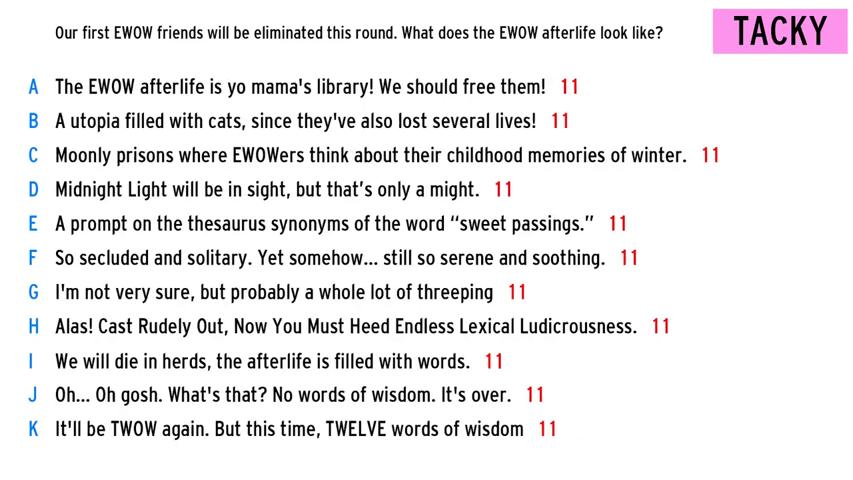 Our first EWOW friends will be eliminated this round. What does the EWOW afterlife look like?
TACKY
A The EWOW afterlife is yo mama's library! We should free them! 11
B A utopia filled with cats, since they've also lost several lives! 11
C Moonly prisons where EWOWers think about their childhood memories of winter. 11
D Midnight Light will be in sight, but that’s only a might. 11
E A prompt on the thesaurus synonyms of the word “sweet passings.” 11
F So secluded and solitary. Yet somehow... still so serene and soothing. 11
G I'm not very sure, but probably a whole lot of threeping 11
H Alas! Cast Rudely Out, Now You Must Heed Endless Lexical Ludicrousness. 11
I We will die in herds, the afterlife is filled with words. 11
J Oh... Oh gosh. What's that? No words of wisdom. It's over. 11
K It'll be TWOW again. But this time, TWELVE words of wisdom 11